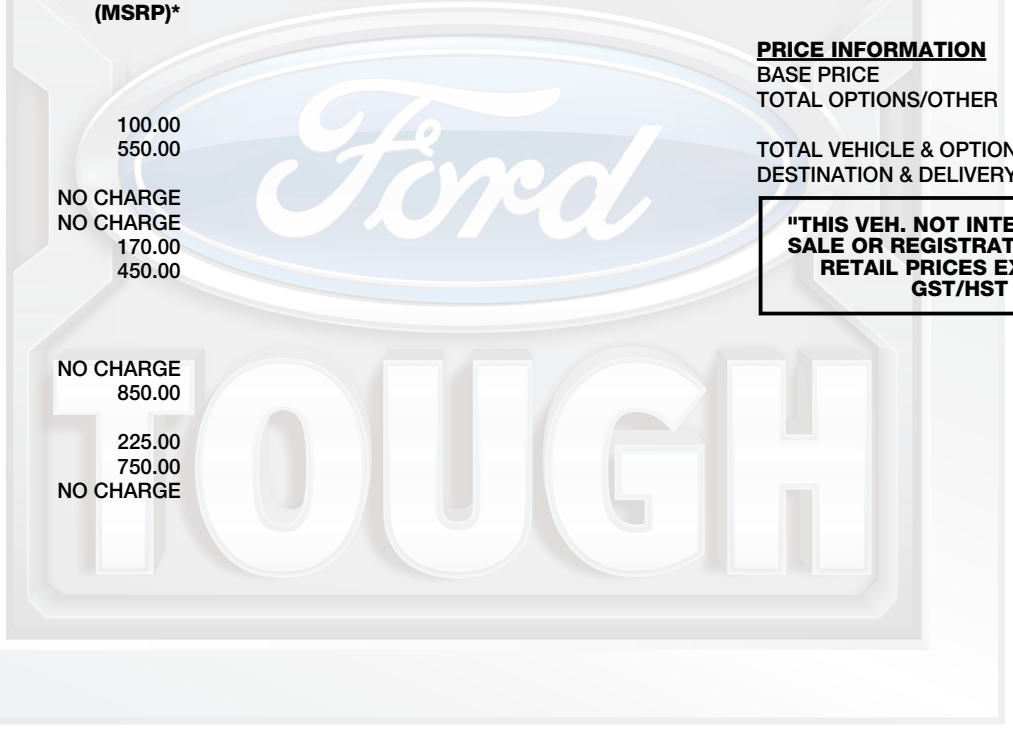 (MSRP)*
100.00
550.00
NO CHARGE
NO CHARGE
170.00
450.00
NO CHARGE
850.00
225.00
750.00
NO CHARGE
PRICE INFORMATION
BASE PRICE
TOTAL OPTIONS/OTHER
TOTAL VEHICLE & OPTION
DESTINATION & DELIVERY
"THIS VEH. NOT INTE
SALE OR REGISTRAT
RETAIL PRICES EX
GST/HST
Ford
TOUGH